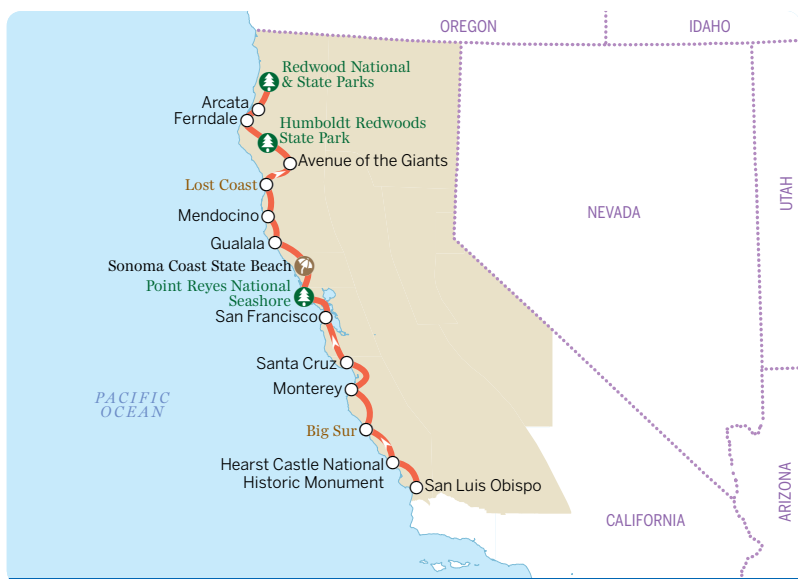 OREGON
IDAHO
Redwood National
& State Parks
Arcata
Ferndale
Humboldt Redwoods
State Park
Avenue of the Giants
Lost Coast
UTAH
Mendocino
NEVADA
Gualala
Sonoma Coast State Beach
Point Reyes National
Seashore
San Francisco
Santa Cruz
Monterey
PACIFIC
OCEAN
Big Sur
Hearst Castle National
Historic Monument
San Luis Obispo
ARIZONA
CALIFORNIA